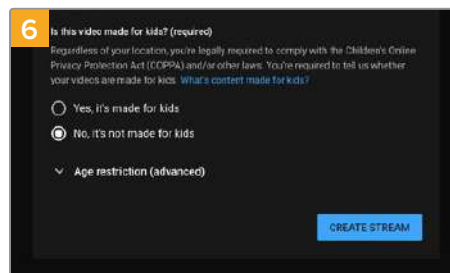 6
Is this video made for kids? (required)
Regardless of your location, you're legally required to comply with the Children's Online
Privacy Protection Act (COPPA) and/or other laws. You're required to tell us whether
your videos are made for kids. What's content made for kids?
Yes, it's made for kids
No, it's not made for kids
Age restriction (advanced)
CREATE STREAM